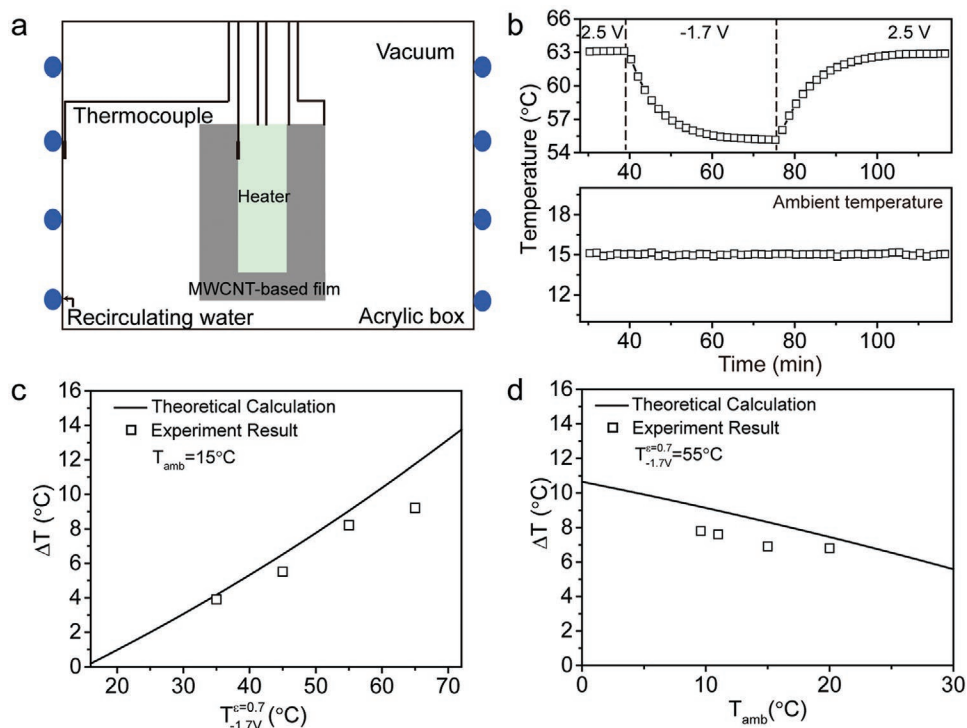 a
Vacuum
Thermocouple
Heater
MWCNT-based film
Recirculating water
Acrylic box
b
2.5 V
-1.7 V
2.5 V
66
63
60
57
54
40
60
80
100
Temperature (°C)
Ambient temperature
18
15
12
40
60
80
100
Time (min)
c
Theoretical Calculation
Experiment Result
T_amb=15°C
16
14
12
10
8
6
4
2
0
ΔT (°C)
20
30
40
50
60
70
T^ε=0.7_-1.7V (°C)
d
Theoretical Calculation
Experiment Result
T^ε=0.7_-1.7V=55°C
16
14
12
10
8
6
4
2
0
ΔT (°C)
0
10
20
30
T_amb(°C)